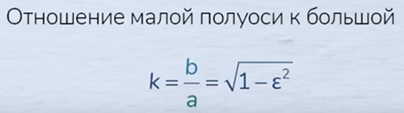 Отношение малой полуоси к большой
k = b/a = √1 − ε²